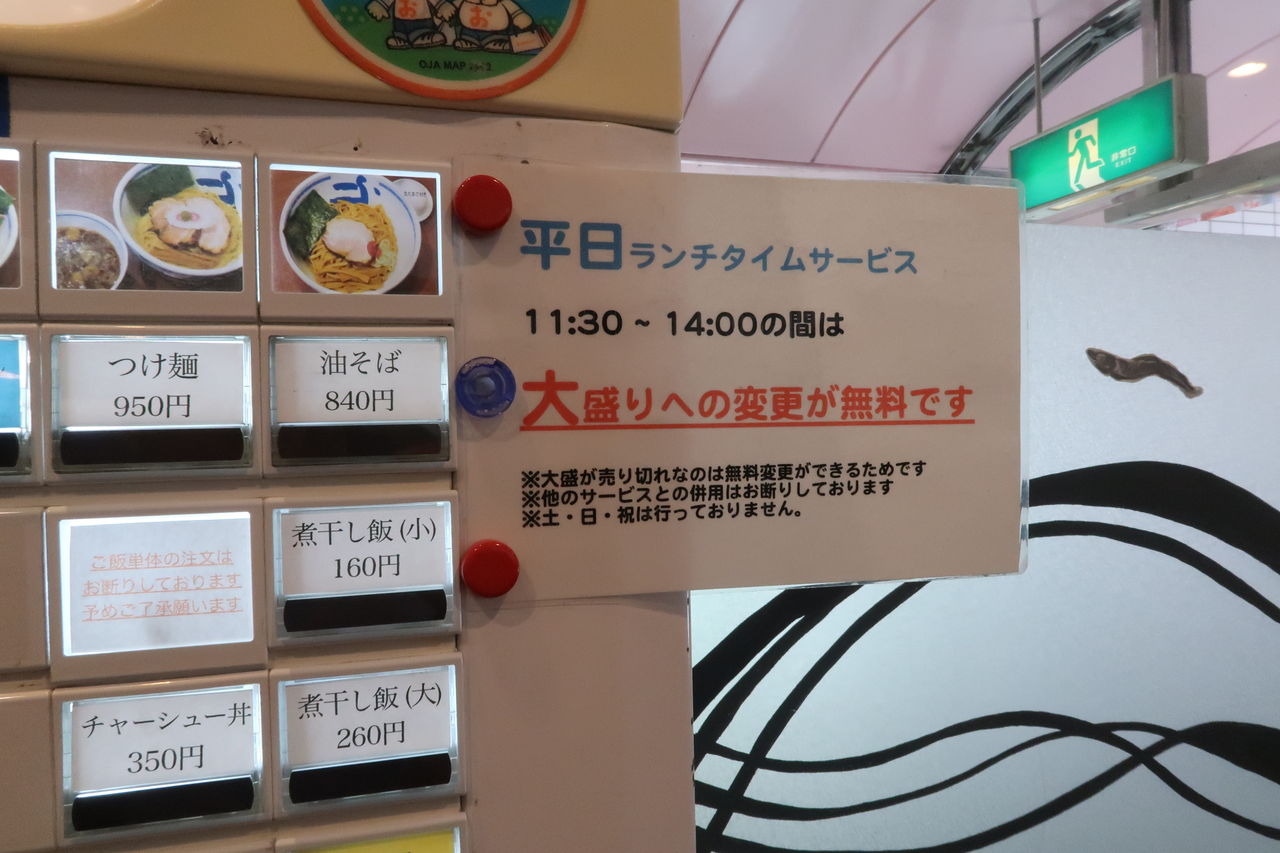 お
お
OJA MAP
非常口
EXIT
平日ランチタイムサービス
11:30 ~ 14:00の間は
大盛りへの変更が無料です
※大盛が売り切れなのは無料変更ができるためです
※他のサービスとの併用はお断りしております
※土・日・祝は行っておりません。
つけ麺
950円
油そば
840円
ご飯単体の注文は
お断りしております
予めご了承願います
煮干し飯(小)
160円
チャーシュー丼
350円
煮干し飯(大)
260円